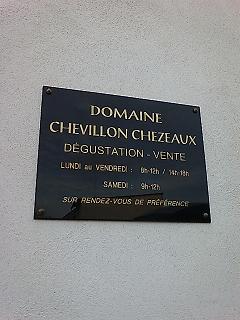 DOMAINE
CHEVILLON CHEZEAUX
DÉGUSTATION - VENTE
LUNDI au VENDREDI : 8h-12h / 14h-18h
SAMEDI : 9h-12h
SUR RENDEZ-VOUS DE PRÉFÉRENCE